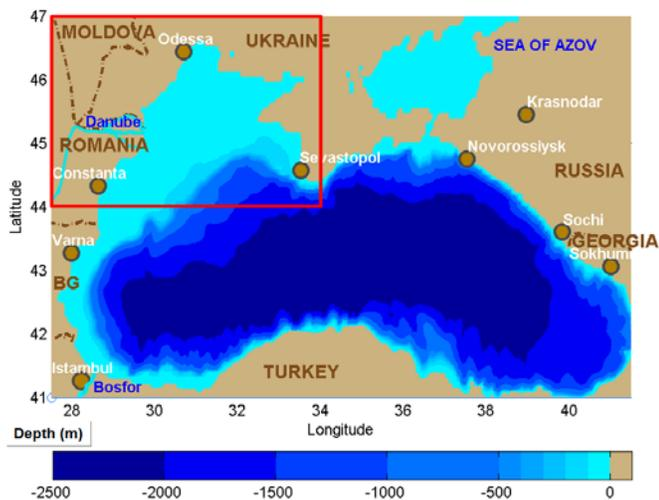 47
MOLDOVA
Odessa
UKRAINE
SEA OF AZOV
46
Krasnodar
Danube
45
ROMANIA
Novorossiysk
Sevastopol
RUSSIA
Constanta
44
Latitude
Varna
Sochi
GEORGIA
Sokhumi
43
BG
42
TURKEY
Istambul
Bosfor
41
28 30 32 34 36 38 40
Longitude
Depth (m)
-2500 -2000 -1500 -1000 -500 0